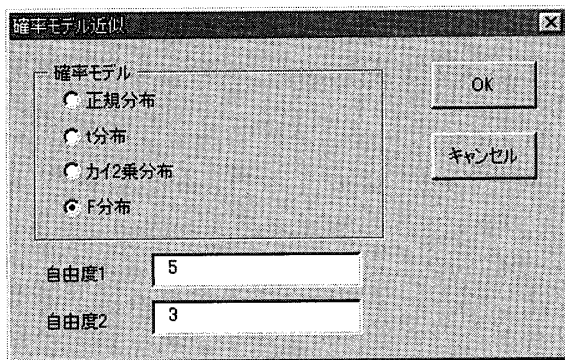 確率モデル近似
確率モデル
正規分布
t分布
カイ2乗分布
F分布
OK
キャンセル
自由度1
5
自由度2
3